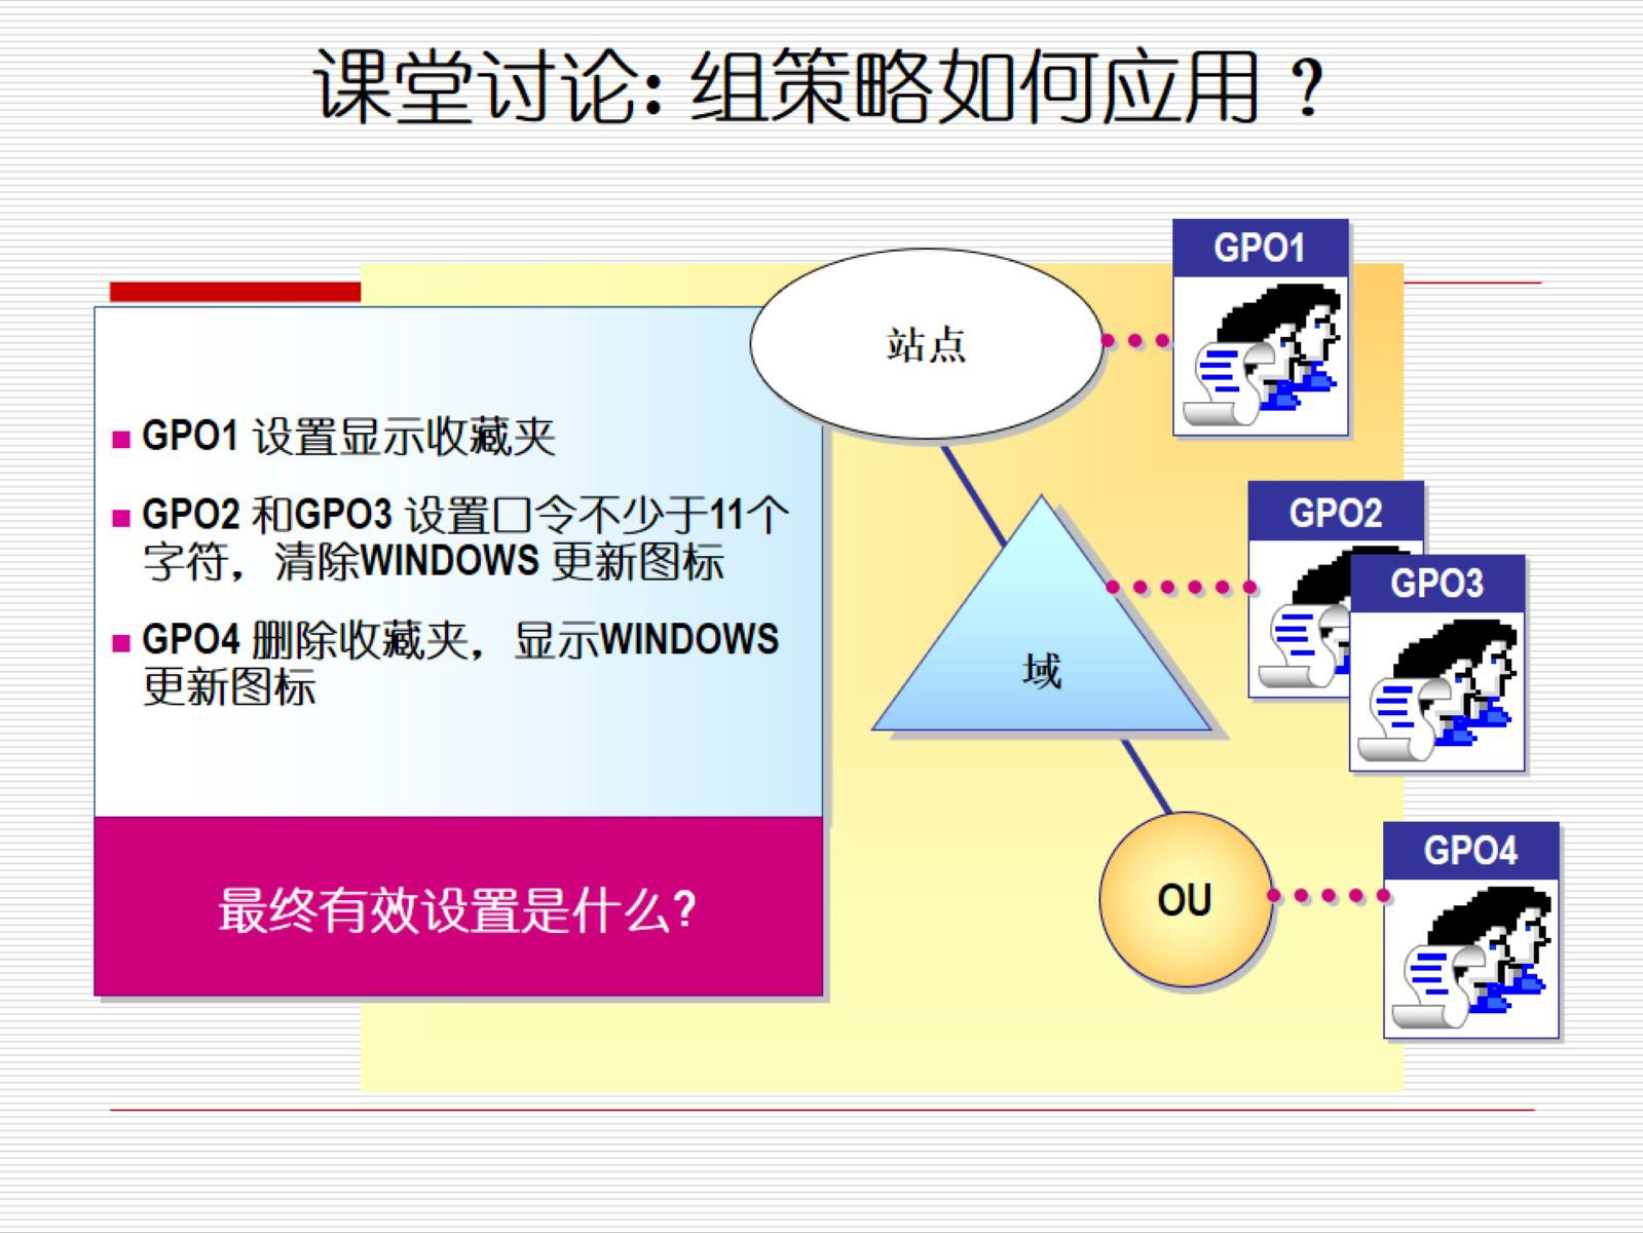 课堂讨论: 组策略如何应用？
GPO1
站点
GPO1 设置显示收藏夹
GPO2 和GPO3 设置口令不少于11个
字符，清除WINDOWS 更新图标
GPO4 删除收藏夹，显示WINDOWS
更新图标
GPO2
GPO3
域
GPO4
OU
最终有效设置是什么?